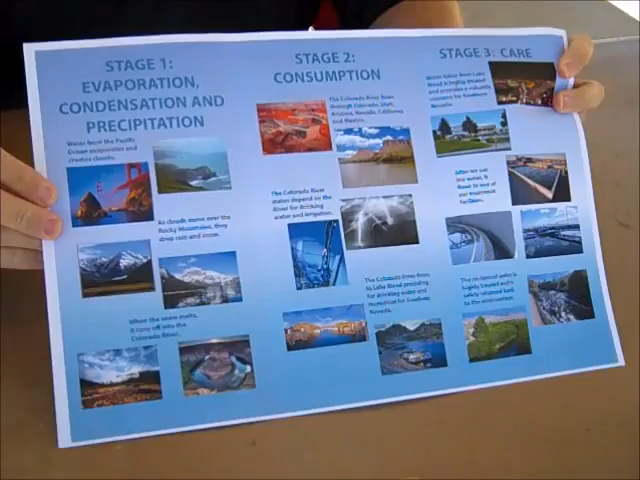 STAGE 1:
EVAPORATION,
CONDENSATION AND
PRECIPITATION
Water from the Pacific
Ocean evaporates and
creates clouds.
As clouds move over the
Rocky Mountains, they
drop rain and snow.
When the snow melts,
it runs off into the
Colorado River.
STAGE 2:
CONSUMPTION
The Colorado River flows
through Colorado, Utah,
Arizona, Nevada, California
and Mexico.
The Colorado River
states depend on the
River for drinking
water and irrigation.
The Colorado River flows
to Lake Mead providing
for drinking water and
recreation for Southern
Nevada.
STAGE 3: CARE
Water taken from Lake
Mead is highly treated
and provides a valuable
resource for Southern
Nevada.
After we use
the water, it
flows to one of
our treatment
facilities.
highly treated and is
safely released back
to the environment.